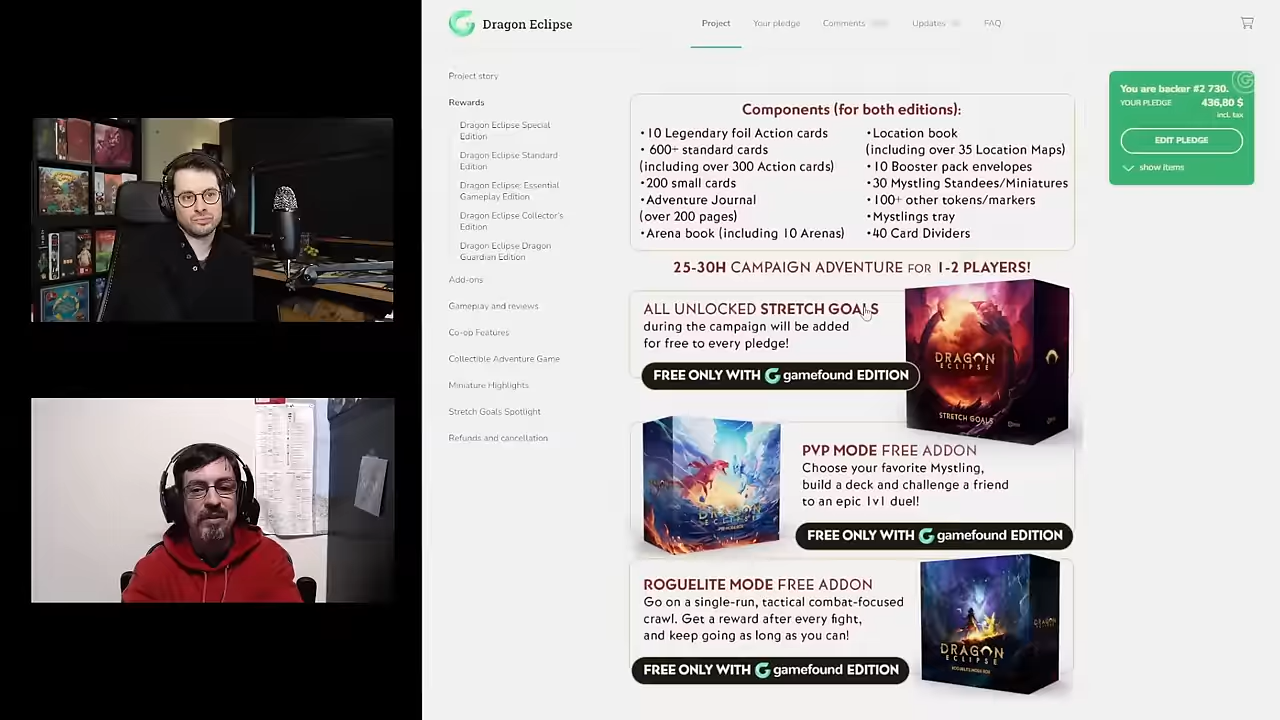 Dragon Eclipse
Project
Your pledge
Comments
Updates
FAQ
Project story
Rewards
Dragon Eclipse Special
Edition
Dragon Eclipse Standard
Edition
Dragon Eclipse: Essential
Gameplay Edition
Dragon Eclipse Collector's
Edition
Dragon Eclipse Dragon
Guardian Edition
Add-ons
Gameplay and reviews
Co-op Features
Collectible Adventure Game
Miniature Highlights
Stretch Goals Spotlight
Refunds and cancellation
Components (for both editions):
• 10 Legendary foil Action cards
• 600+ standard cards
(including over 300 Action cards)
• 200 small cards
• Adventure Journal
(over 200 pages)
• Arena book (including 10 Arenas)
• Location book
(including over 35 Location Maps)
• 10 Booster pack envelopes
• 30 Mystling Standees/Miniatures
• 100+ other tokens/markers
• Mystlings tray
• 40 Card Dividers
25-30H CAMPAIGN ADVENTURE FOR 1-2 PLAYERS!
ALL UNLOCKED STRETCH GOALS
during the campaign will be added
for free to every pledge!
FREE ONLY WITH gamefound EDITION
DRAGON
ECLIPSE
STRETCH GOALS
PVP MODE FREE ADDON
Choose your favorite Mystling,
build a deck and challenge a friend
to an epic 1v1 duel!
FREE ONLY WITH gamefound EDITION
DRAGON
ECLIPSE
ROGUELITE MODE FREE ADDON
Go on a single-run, tactical combat-focused
crawl. Get a reward after every fight,
and keep going as long as you can!
FREE ONLY WITH gamefound EDITION
DRAGON
ECLIPSE
You are backer #2 730.
YOUR PLEDGE 436,80 $
incl. tax
EDIT PLEDGE
show items